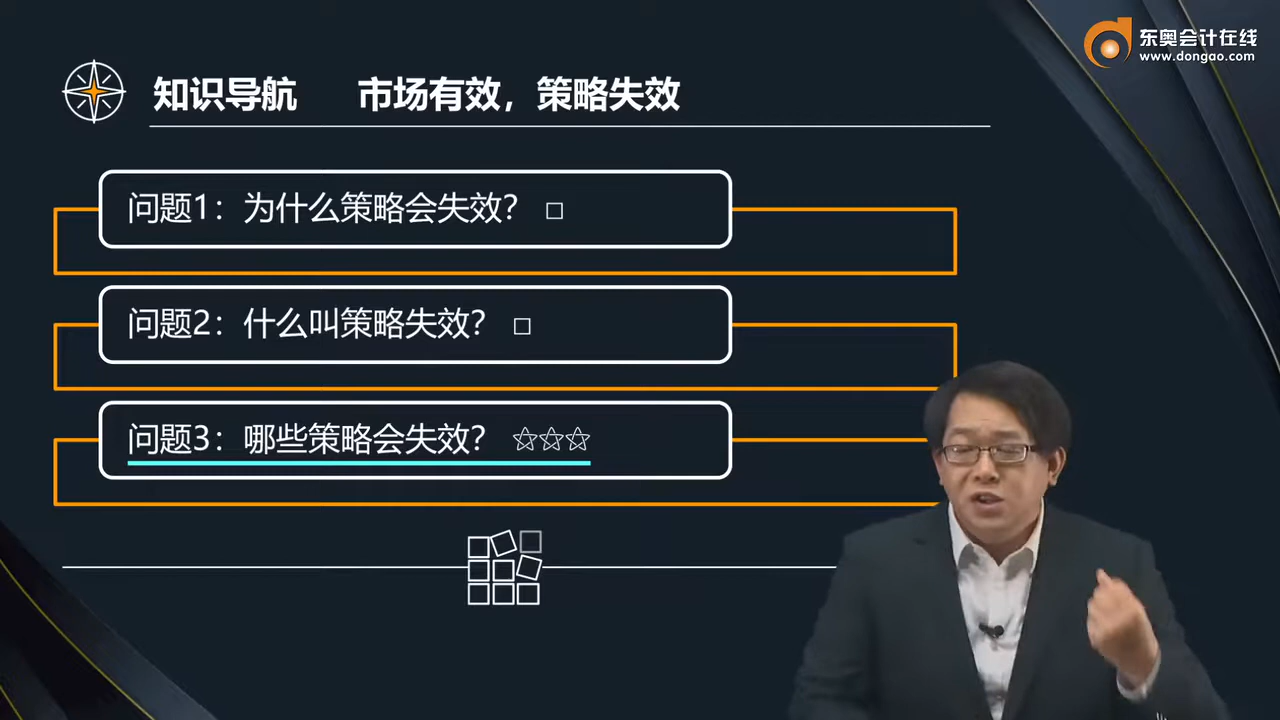 东奥会计在线
www.dongao.com
知识导航 市场有效，策略失效
问题1：为什么策略会失效？ □
问题2：什么叫策略失效？ □
问题3：哪些策略会失效？ ☆☆☆